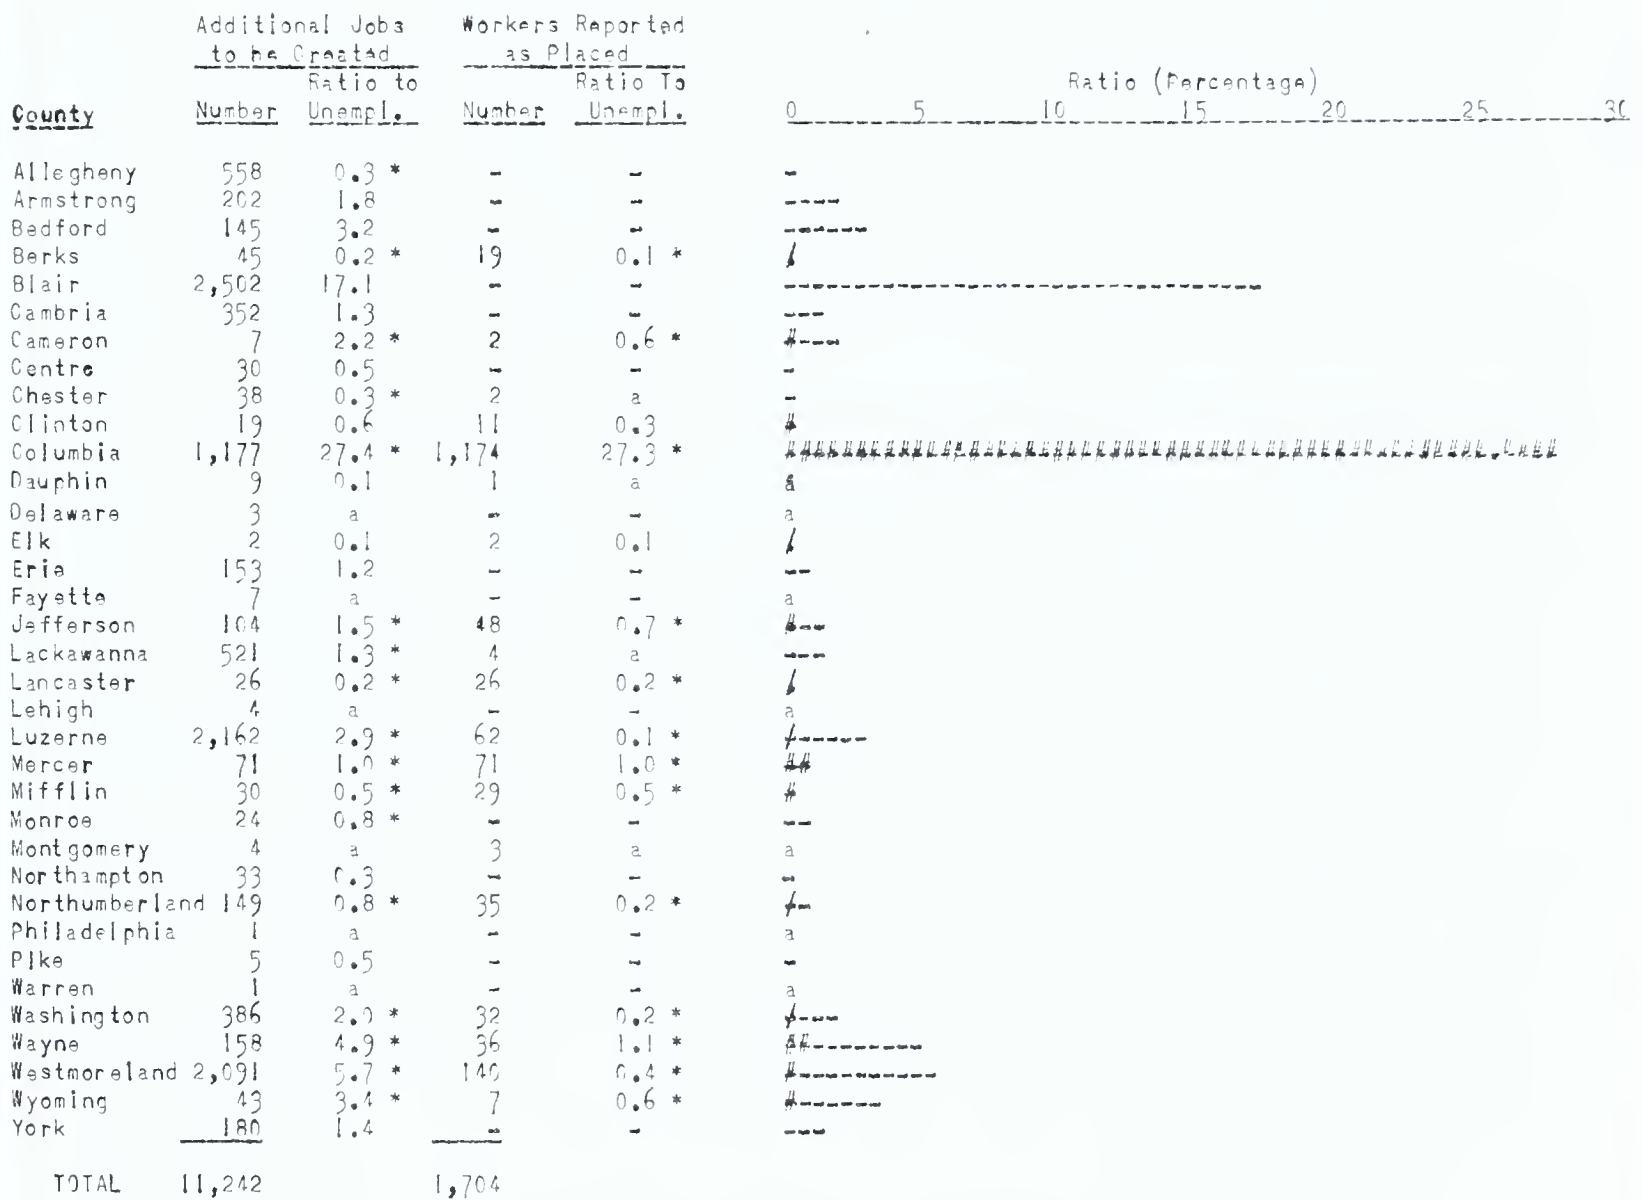 Additional Jobs Workers Reported
to be Created as Placed
Ratio to Ratio To Ratio (Percentage)
County Number Unempl. Number Unempl. 0 5 10 15 20 25 30
Allegheny 558 0.3 * - - -
Armstrong 202 1.8 - - ----
Bedford 145 3.2 - - ------
Berks 45 0.2 * 19 0.1 * /
Blair 2,502 17.1 - - ----------------------------------
Cambria 352 1.3 - - ---
Cameron 7 2.2 * 2 0.6 * #----
Centre 30 0.5 - - -
Chester 38 0.3 * 2 a -
Clinton 19 0.6 11 0.3 #
Columbia 1,177 27.4 * 1,174 27.3 * #######################################################
Dauphin 9 0.1 1 a a
Delaware 3 a - - a
Elk 2 0.1 2 0.1 /
Erie 153 1.2 - - --
Fayette 7 a - - a
Jefferson 104 1.5 * 48 0.7 * #--
Lackawanna 521 1.3 * 4 a ---
Lancaster 26 0.2 * 26 0.2 * /
Lehigh 4 a - - a
Luzerne 2,162 2.9 * 62 0.1 * /-----
Mercer 71 1.0 * 71 1.0 * ##
Mifflin 30 0.5 * 29 0.5 * #
Monroe 24 0.8 * - - --
Montgomery 4 a 3 a a
Northampton 33 0.3 - - -
Northumberland 149 0.8 * 35 0.2 * /-
Philadelphia 1 a - - a
Pike 5 0.5 - - -
Warren 1 a - - a
Washington 386 2.0 * 32 0.2 * /---
Wayne 158 4.9 * 36 1.1 * ##--------
Westmoreland 2,091 5.7 * 140 0.4 * #----------
Wyoming 43 3.4 * 7 0.6 * #------
York 180 1.4 - - ---
TOTAL 11,242 1,704